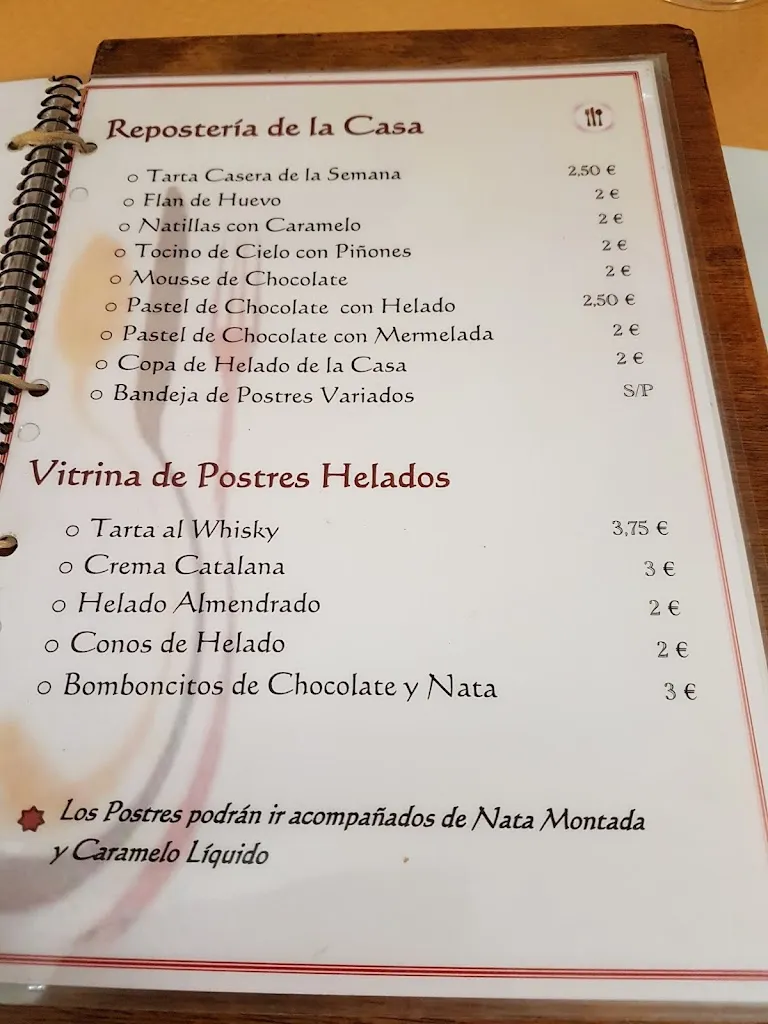 Repostería de la Casa
o Tarta Casera de la Semana 2,50 €
o Flan de Huevo 2 €
o Natillas con Caramelo 2 €
o Tocino de Cielo con Piñones 2 €
o Mousse de Chocolate 2 €
o Pastel de Chocolate con Helado 2,50 €
o Pastel de Chocolate con Mermelada 2 €
o Copa de Helado de la Casa 2 €
o Bandeja de Postres Variados S/P
Vitrina de Postres Helados
o Tarta al Whisky 3,75 €
o Crema Catalana 3 €
o Helado Almendrado 2 €
o Conos de Helado 2 €
o Bomboncitos de Chocolate y Nata 3 €
Los Postres podrán ir acompañados de Nata Montada
y Caramelo Líquido